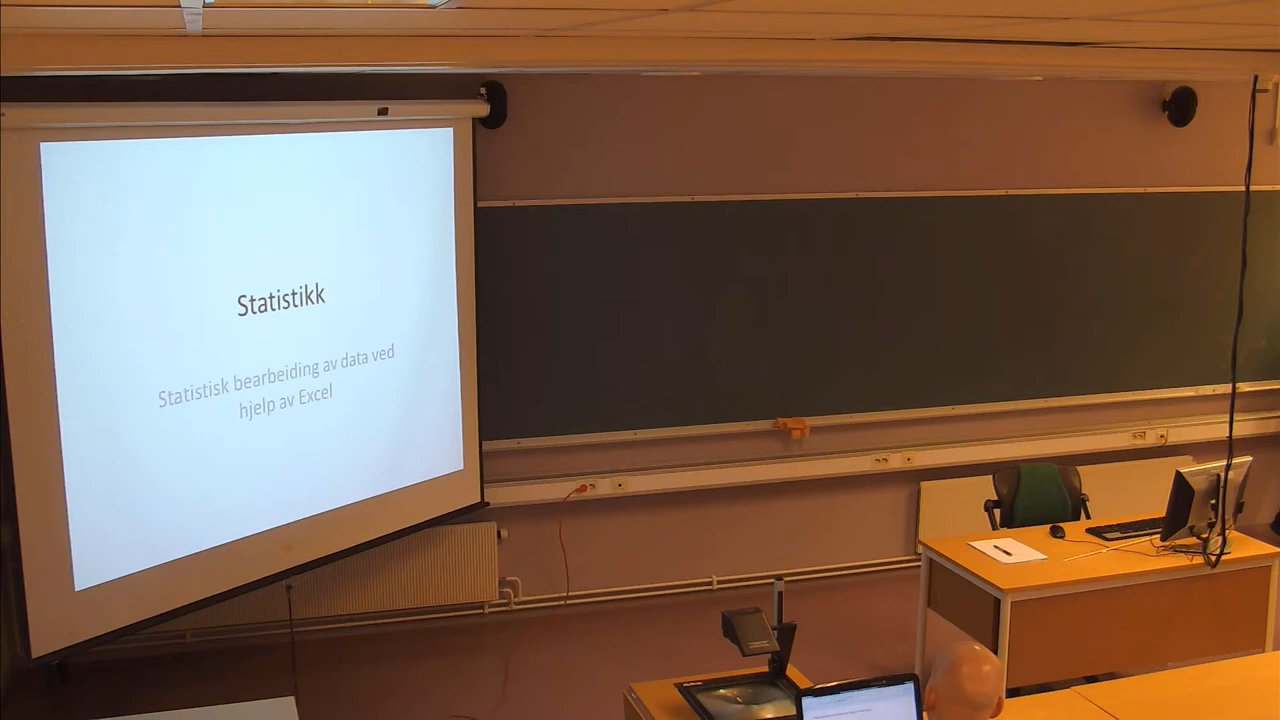 Statistikk
Statistisk bearbeiding av data ved
hjelp av Excel